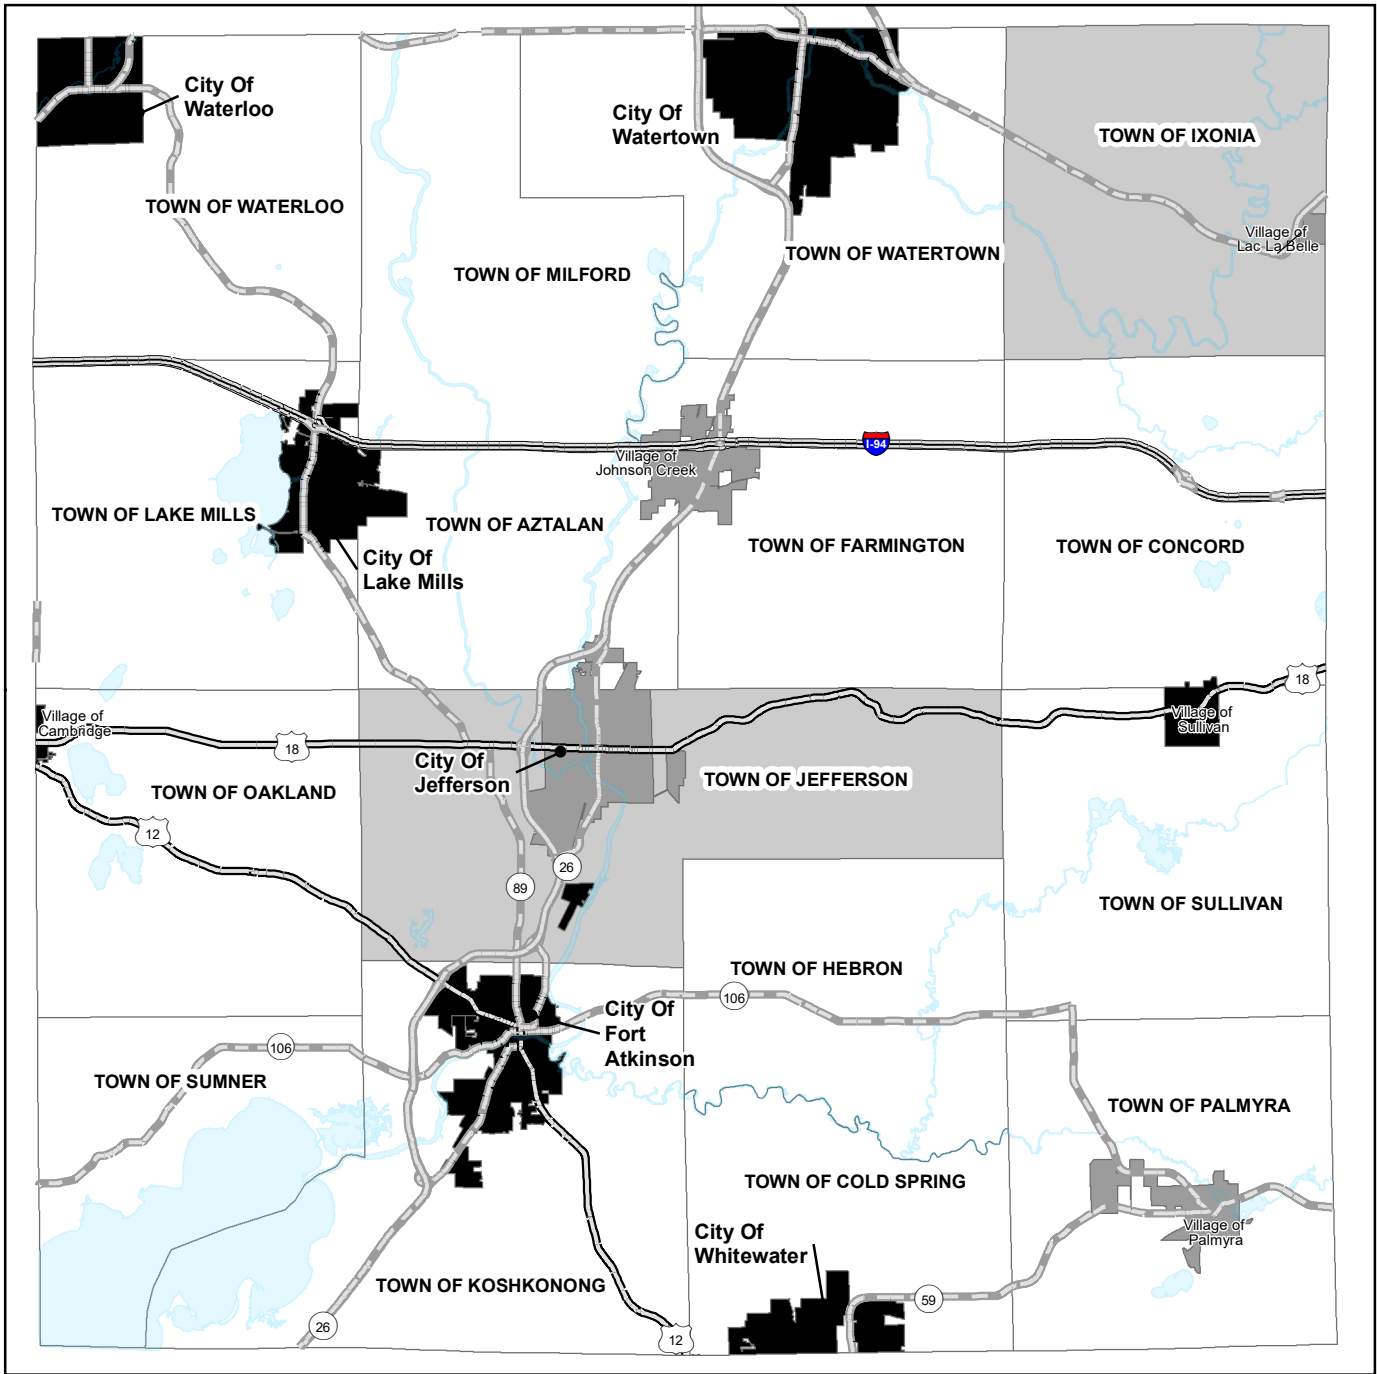 City Of
Waterloo
City Of
Watertown
TOWN OF IXONIA
TOWN OF WATERLOO
Village of
Lac La Belle
TOWN OF WATERTOWN
TOWN OF MILFORD
I-94
Village of
Johnson Creek
TOWN OF LAKE MILLS
TOWN OF AZTALAN
TOWN OF FARMINGTON
TOWN OF CONCORD
City Of
Lake Mills
18
Village of
Cambridge
Village of
Sullivan
18
City Of
Jefferson
TOWN OF JEFFERSON
TOWN OF OAKLAND
12
26
89
TOWN OF SULLIVAN
TOWN OF HEBRON
106
City Of
Fort
Atkinson
106
TOWN OF SUMNER
TOWN OF PALMYRA
TOWN OF COLD SPRING
Village of
Palmyra
City Of
Whitewater
TOWN OF KOSHKONONG
59
26
12